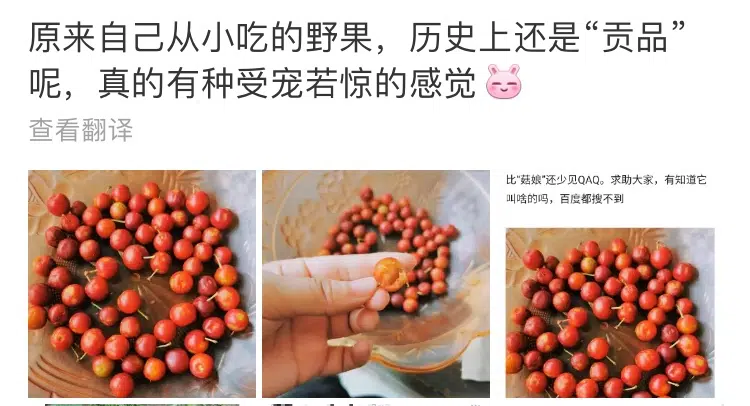 原来自己从小吃的野果，历史上还是“贡品”
呢，真的有种受宠若惊的感觉
查看翻译
比“菇娘”还少见QAQ。求助大家，有知道它
叫啥的吗，百度都搜不到